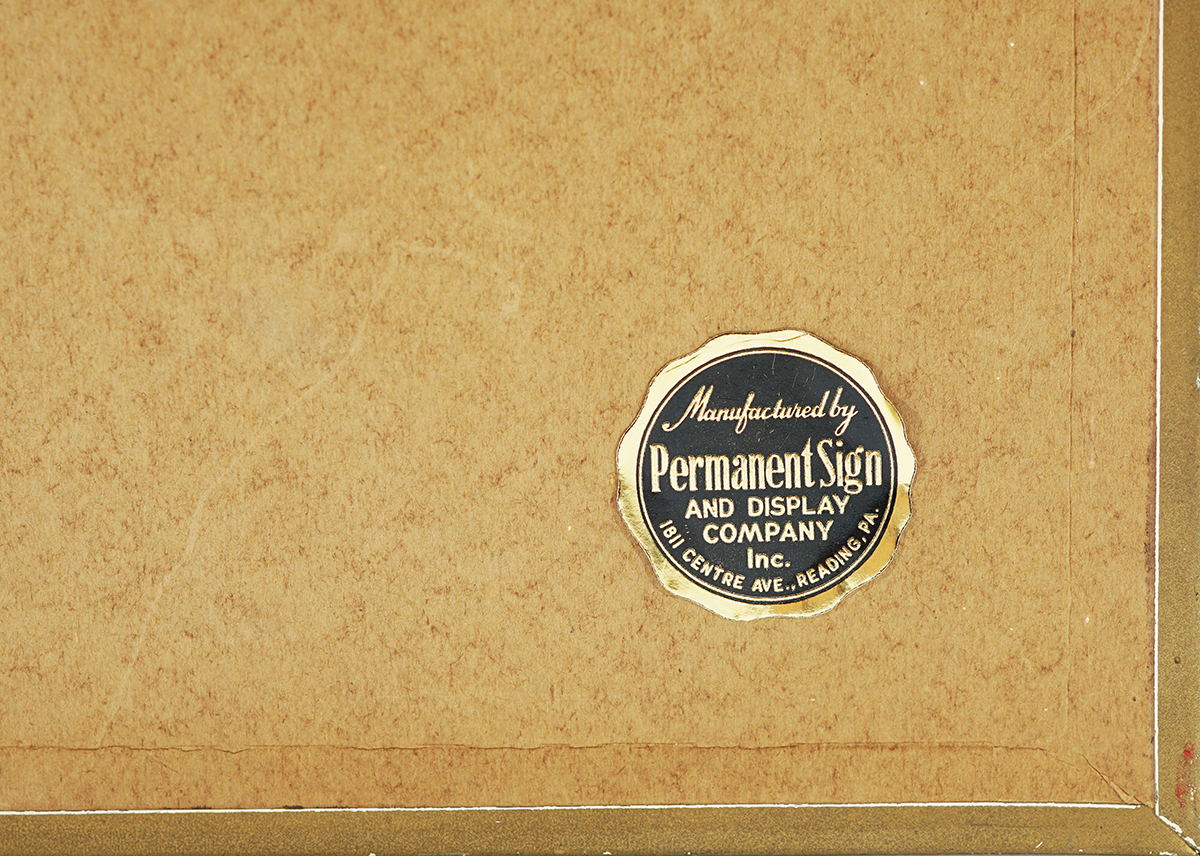 Manufactured by
Permanent Sign
AND DISPLAY
COMPANY
Inc.
1811 CENTRE AVE., READING, PA.